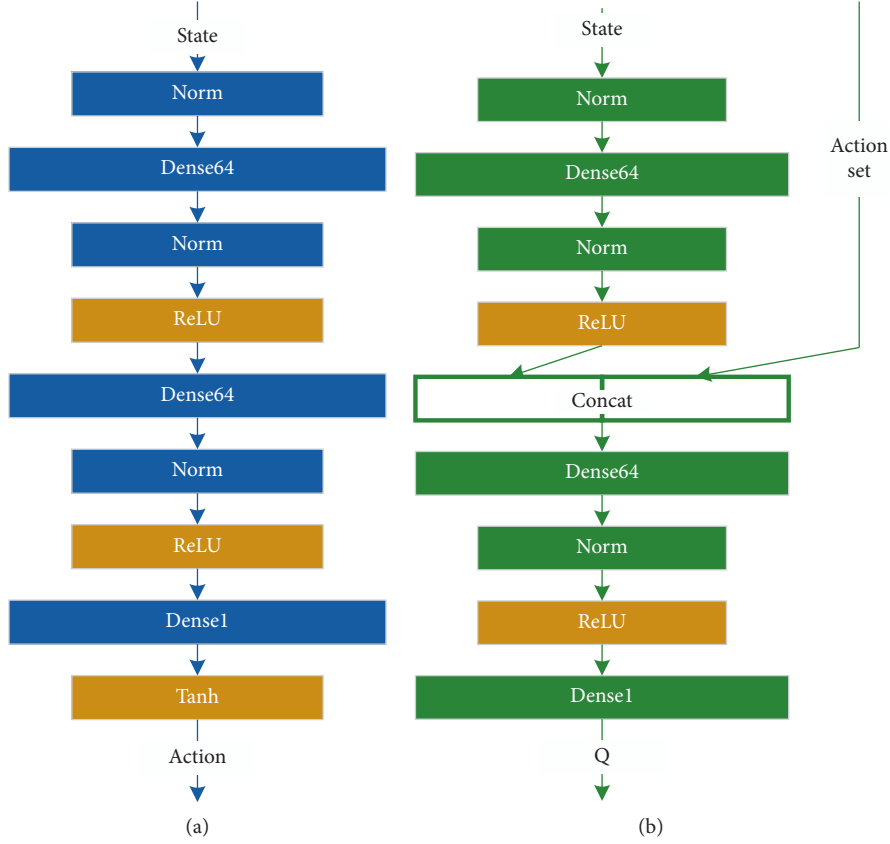 State
Norm
Dense64
Norm
ReLU
Dense64
Norm
ReLU
Dense1
Tanh
Action
(a)
State
Norm
Dense64
Norm
ReLU
Action
set
Concat
Dense64
Norm
ReLU
Dense1
Q
(b)